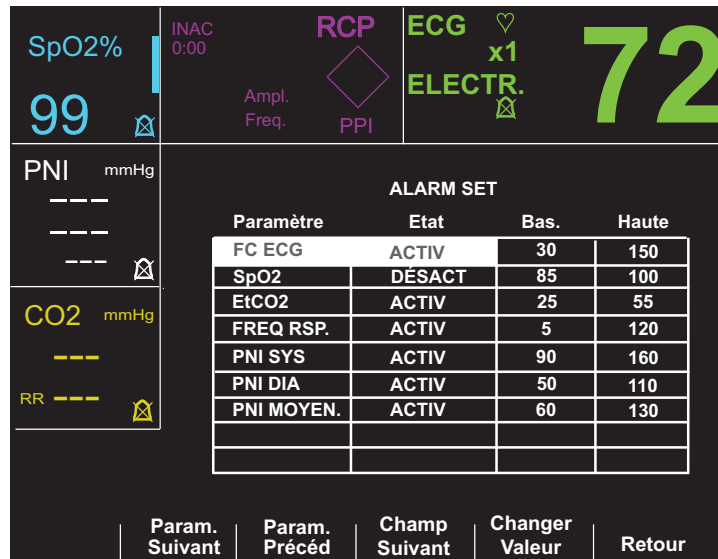 SpO2%
99
INAC
0:00
RCP
Ampl.
Freq.
PPI
ECG
x1
ELECTR.
72
PNI mmHg
---
---
---
CO2 mmHg
---
RR ---
ALARM SET
Paramètre Etat Bas. Haute
FC ECG ACTIV 30 150
SpO2 DÉSACT 85 100
EtCO2 ACTIV 25 55
FREQ RSP. ACTIV 5 120
PNI SYS ACTIV 90 160
PNI DIA ACTIV 50 110
PNI MOYEN. ACTIV 60 130
Param. Suivant
Param. Précéd
Champ Suivant
Changer Valeur
Retour